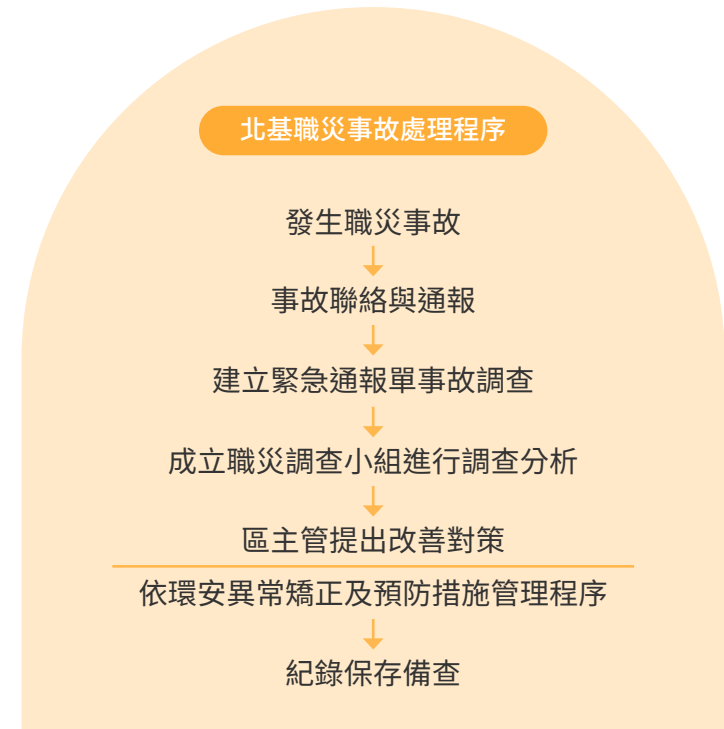 北基職災事故處理程序
發生職災事故
事故聯絡與通報
建立緊急通報單事故調查
成立職災調查小組進行調查分析
區主管提出改善對策
依環安異常矯正及預防措施管理程序
紀錄保存備查